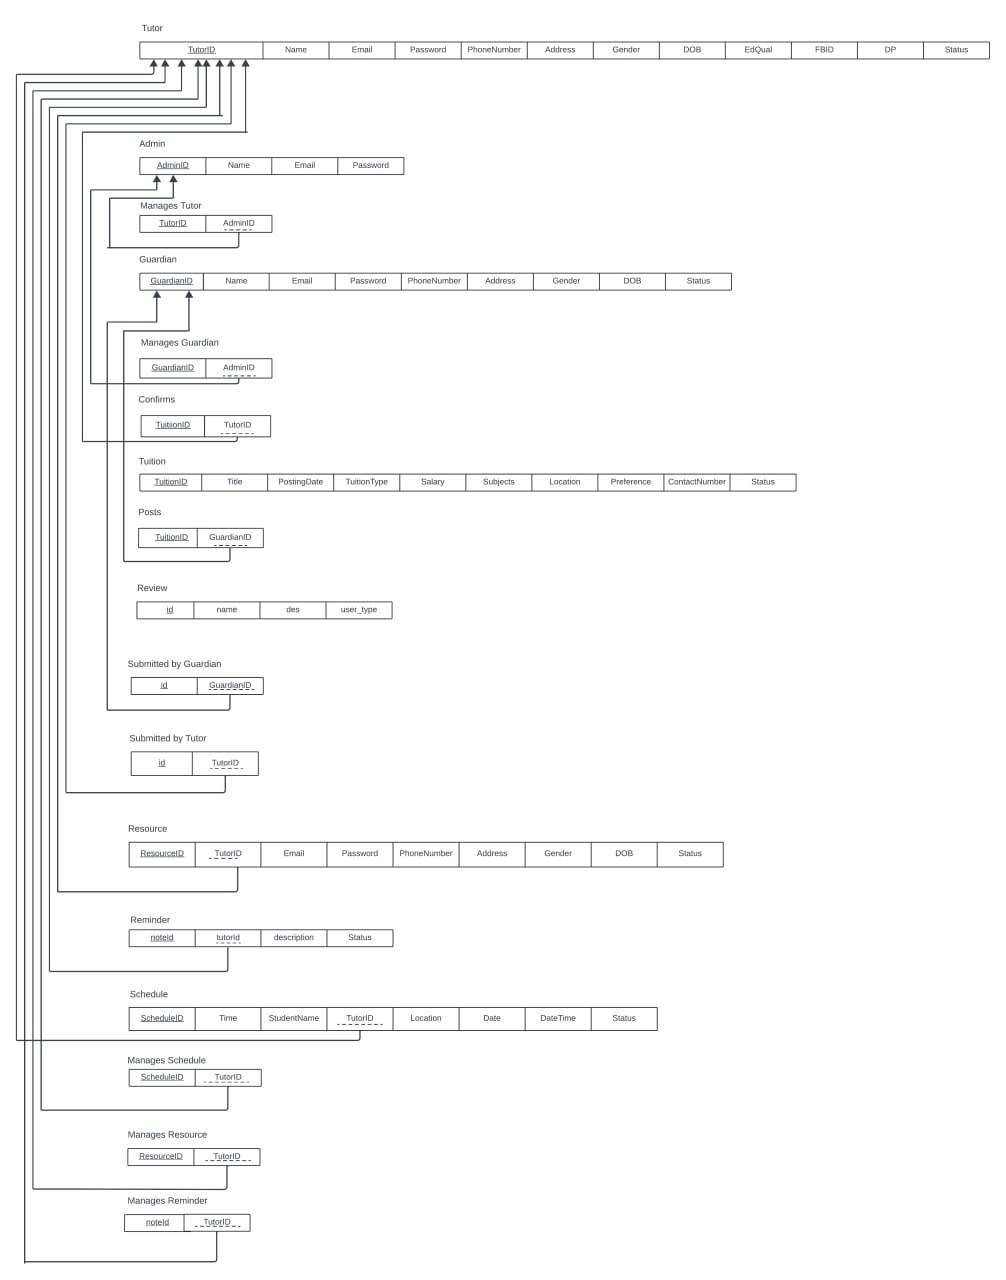 Tutor
TutorID Name Email Password PhoneNumber Address Gender DOB EdQual FBID DP Status
Admin
AdminID Name Email Password
Manages Tutor
TutorID AdminID
Guardian
GuardianID Name Email Password PhoneNumber Address Gender DOB Status
Manages Guardian
GuardianID AdminID
Confirms
TuitiionID TutorID
Tuition
TuitionID Title PostingDate TuitionType Salary Subjects Location Preference ContactNumber Status
Posts
TuitionID GuardianID
Review
id name des user_type
Submitted by Guardian
id GuardianID
Submitted by Tutor
id TutorID
Resource
ResourceID TutorID Email Password PhoneNumber Address Gender DOB Status
Reminder
noteId tutorId description Status
Schedule
ScheduleID Time StudentName TutorID Location Date DateTime Status
Manages Schedule
ScheduleID TutorID
Manages Resource
ResourceID TutorID
Manages Reminder
noteId TutorID